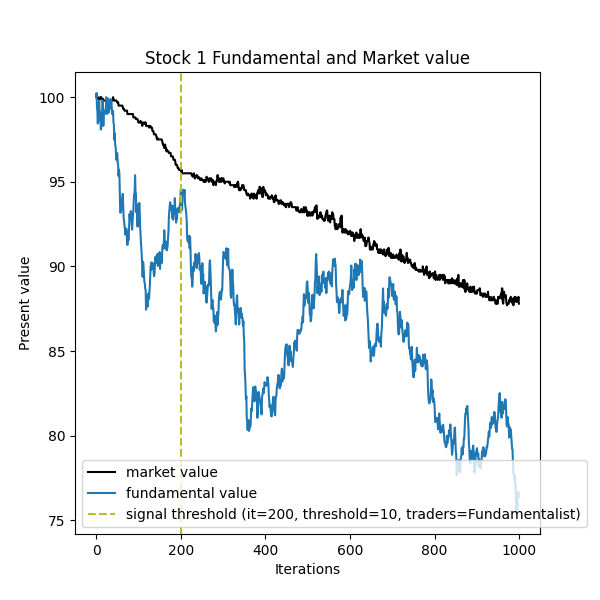 Stock 1 Fundamental and Market value
Present value
100
95
90
85
80
75
market value
fundamental value
signal threshold (it=200, threshold=10, traders=Fundamentalist)
0
200
400
600
800
1000
Iterations